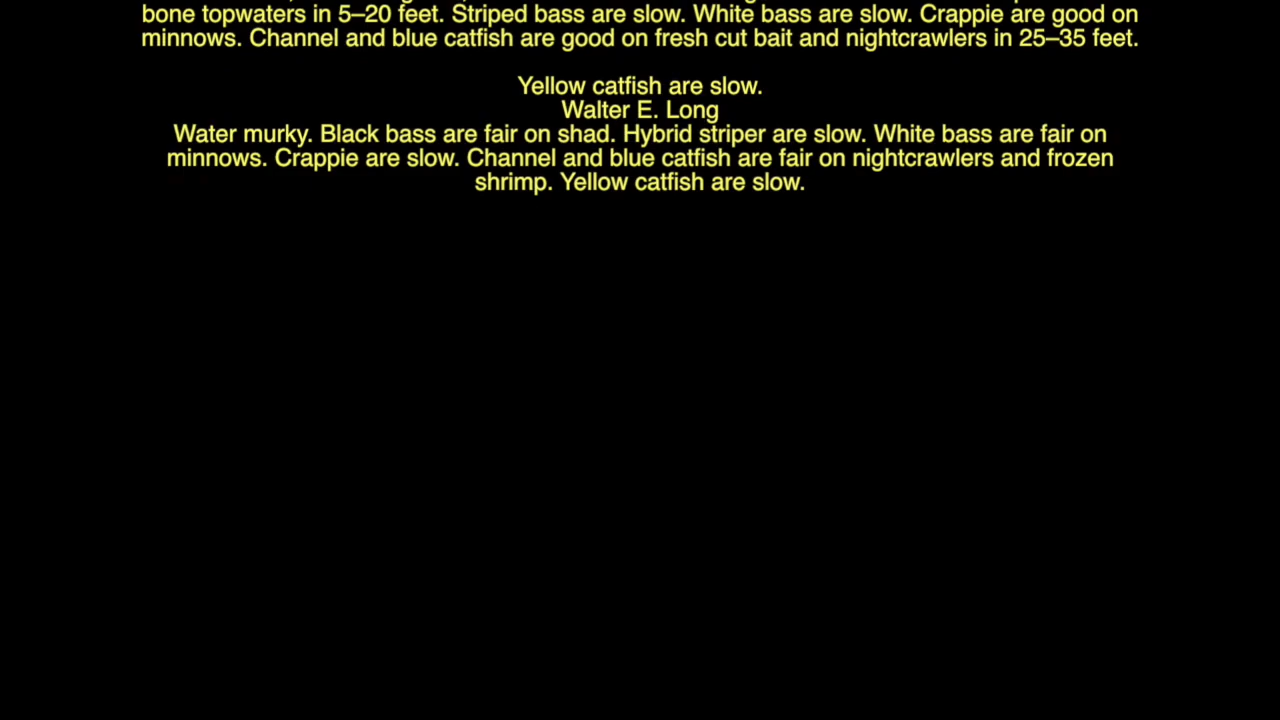 bone topwaters in 5–20 feet. Striped bass are slow. White bass are slow. Crappie are good on
minnows. Channel and blue catfish are good on fresh cut bait and nightcrawlers in 25–35 feet.
Yellow catfish are slow.
Walter E. Long
Water murky. Black bass are fair on shad. Hybrid striper are slow. White bass are fair on
minnows. Crappie are slow. Channel and blue catfish are fair on nightcrawlers and frozen
shrimp. Yellow catfish are slow.